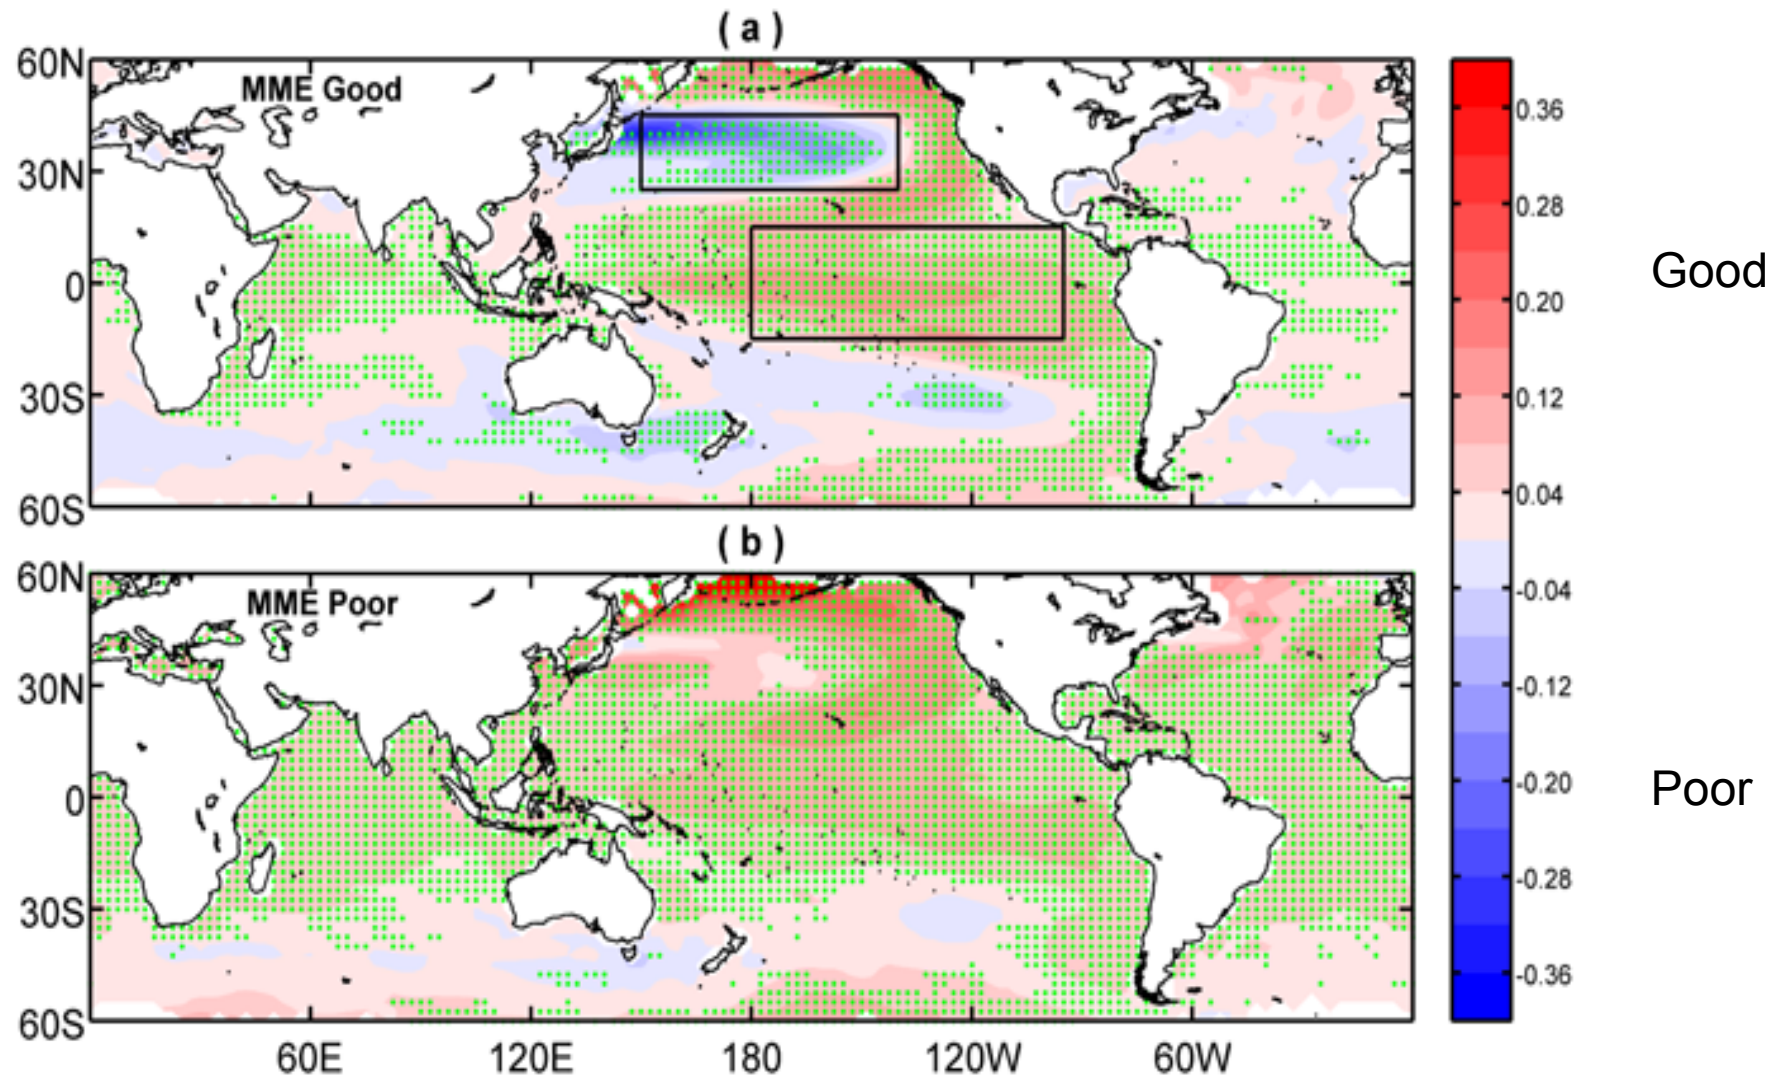 ( a )
60N
MME Good
30N
0
30S
60S
Good
( b )
60N
MME Poor
30N
0
30S
60S
60E
120E
180
120W
60W
Poor
0.36
0.28
0.20
0.12
0.04
-0.04
-0.12
-0.20
-0.28
-0.36